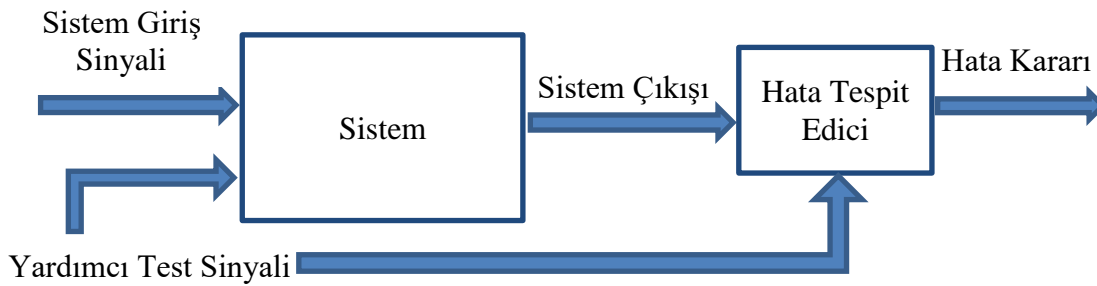 Sistem Giriş
Sinyali
Sistem
Sistem Çıkışı
Hata Tespit
Edici
Hata Kararı
Yardımcı Test Sinyali